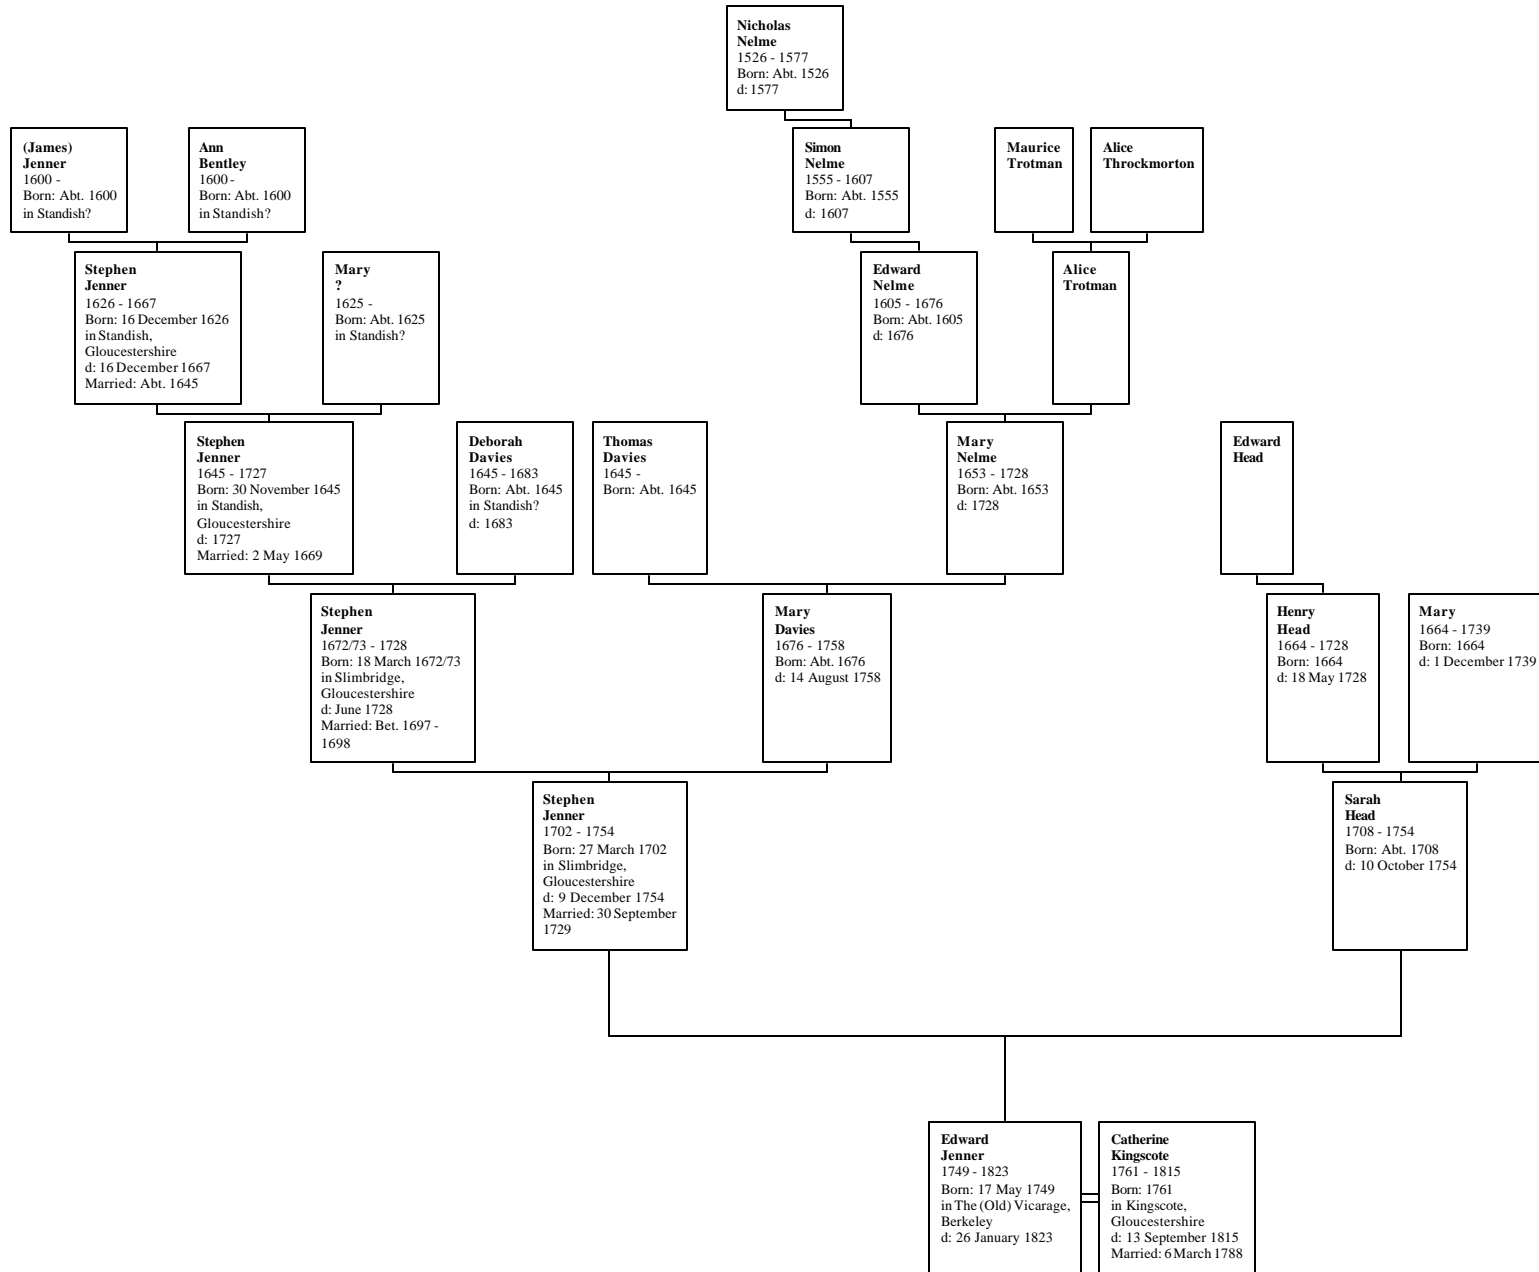 Nicholas
Nelme
1526 - 1577
Born: Abt. 1526
d: 1577
(James)
Jenner
1600 -
Born: Abt. 1600
in Standish?
Ann
Bentley
1600 -
Born: Abt. 1600
in Standish?
Simon
Nelme
1555 - 1607
Born: Abt. 1555
d: 1607
Maurice
Trotman
Alice
Throckmorton
Stephen
Jenner
1626 - 1667
Born: 16 December 1626
in Standish,
Gloucestershire
d: 16 December 1667
Married: Abt. 1645
Mary
?
1625 -
Born: Abt. 1625
in Standish?
Edward
Nelme
1605 - 1676
Born: Abt. 1605
d: 1676
Alice
Trotman
Stephen
Jenner
1645 - 1727
Born: 30 November 1645
in Standish,
Gloucestershire
d: 1727
Married: 2 May 1669
Deborah
Davies
1645 - 1683
Born: Abt. 1645
in Standish?
d: 1683
Thomas
Davies
1645 -
Born: Abt. 1645
Mary
Nelme
1653 - 1728
Born: Abt. 1653
d: 1728
Edward
Head
Stephen
Jenner
1672/73 - 1728
Born: 18 March 1672/73
in Slimbridge,
Gloucestershire
d: June 1728
Married: Bet. 1697 -
1698
Mary
Davies
1676 - 1758
Born: Abt. 1676
d: 14 August 1758
Henry
Head
1664 - 1728
Born: 1664
d: 18 May 1728
Mary
1664 - 1739
Born: 1664
d: 1 December 1739
Stephen
Jenner
1702 - 1754
Born: 27 March 1702
in Slimbridge,
Gloucestershire
d: 9 December 1754
Married: 30 September
1729
Sarah
Head
1708 - 1754
Born: Abt. 1708
d: 10 October 1754
Edward
Jenner
1749 - 1823
Born: 17 May 1749
in The (Old) Vicarage,
Berkeley
d: 26 January 1823
Catherine
Kingscote
1761 - 1815
Born: 1761
in Kingscote,
Gloucestershire
d: 13 September 1815
Married: 6 March 1788